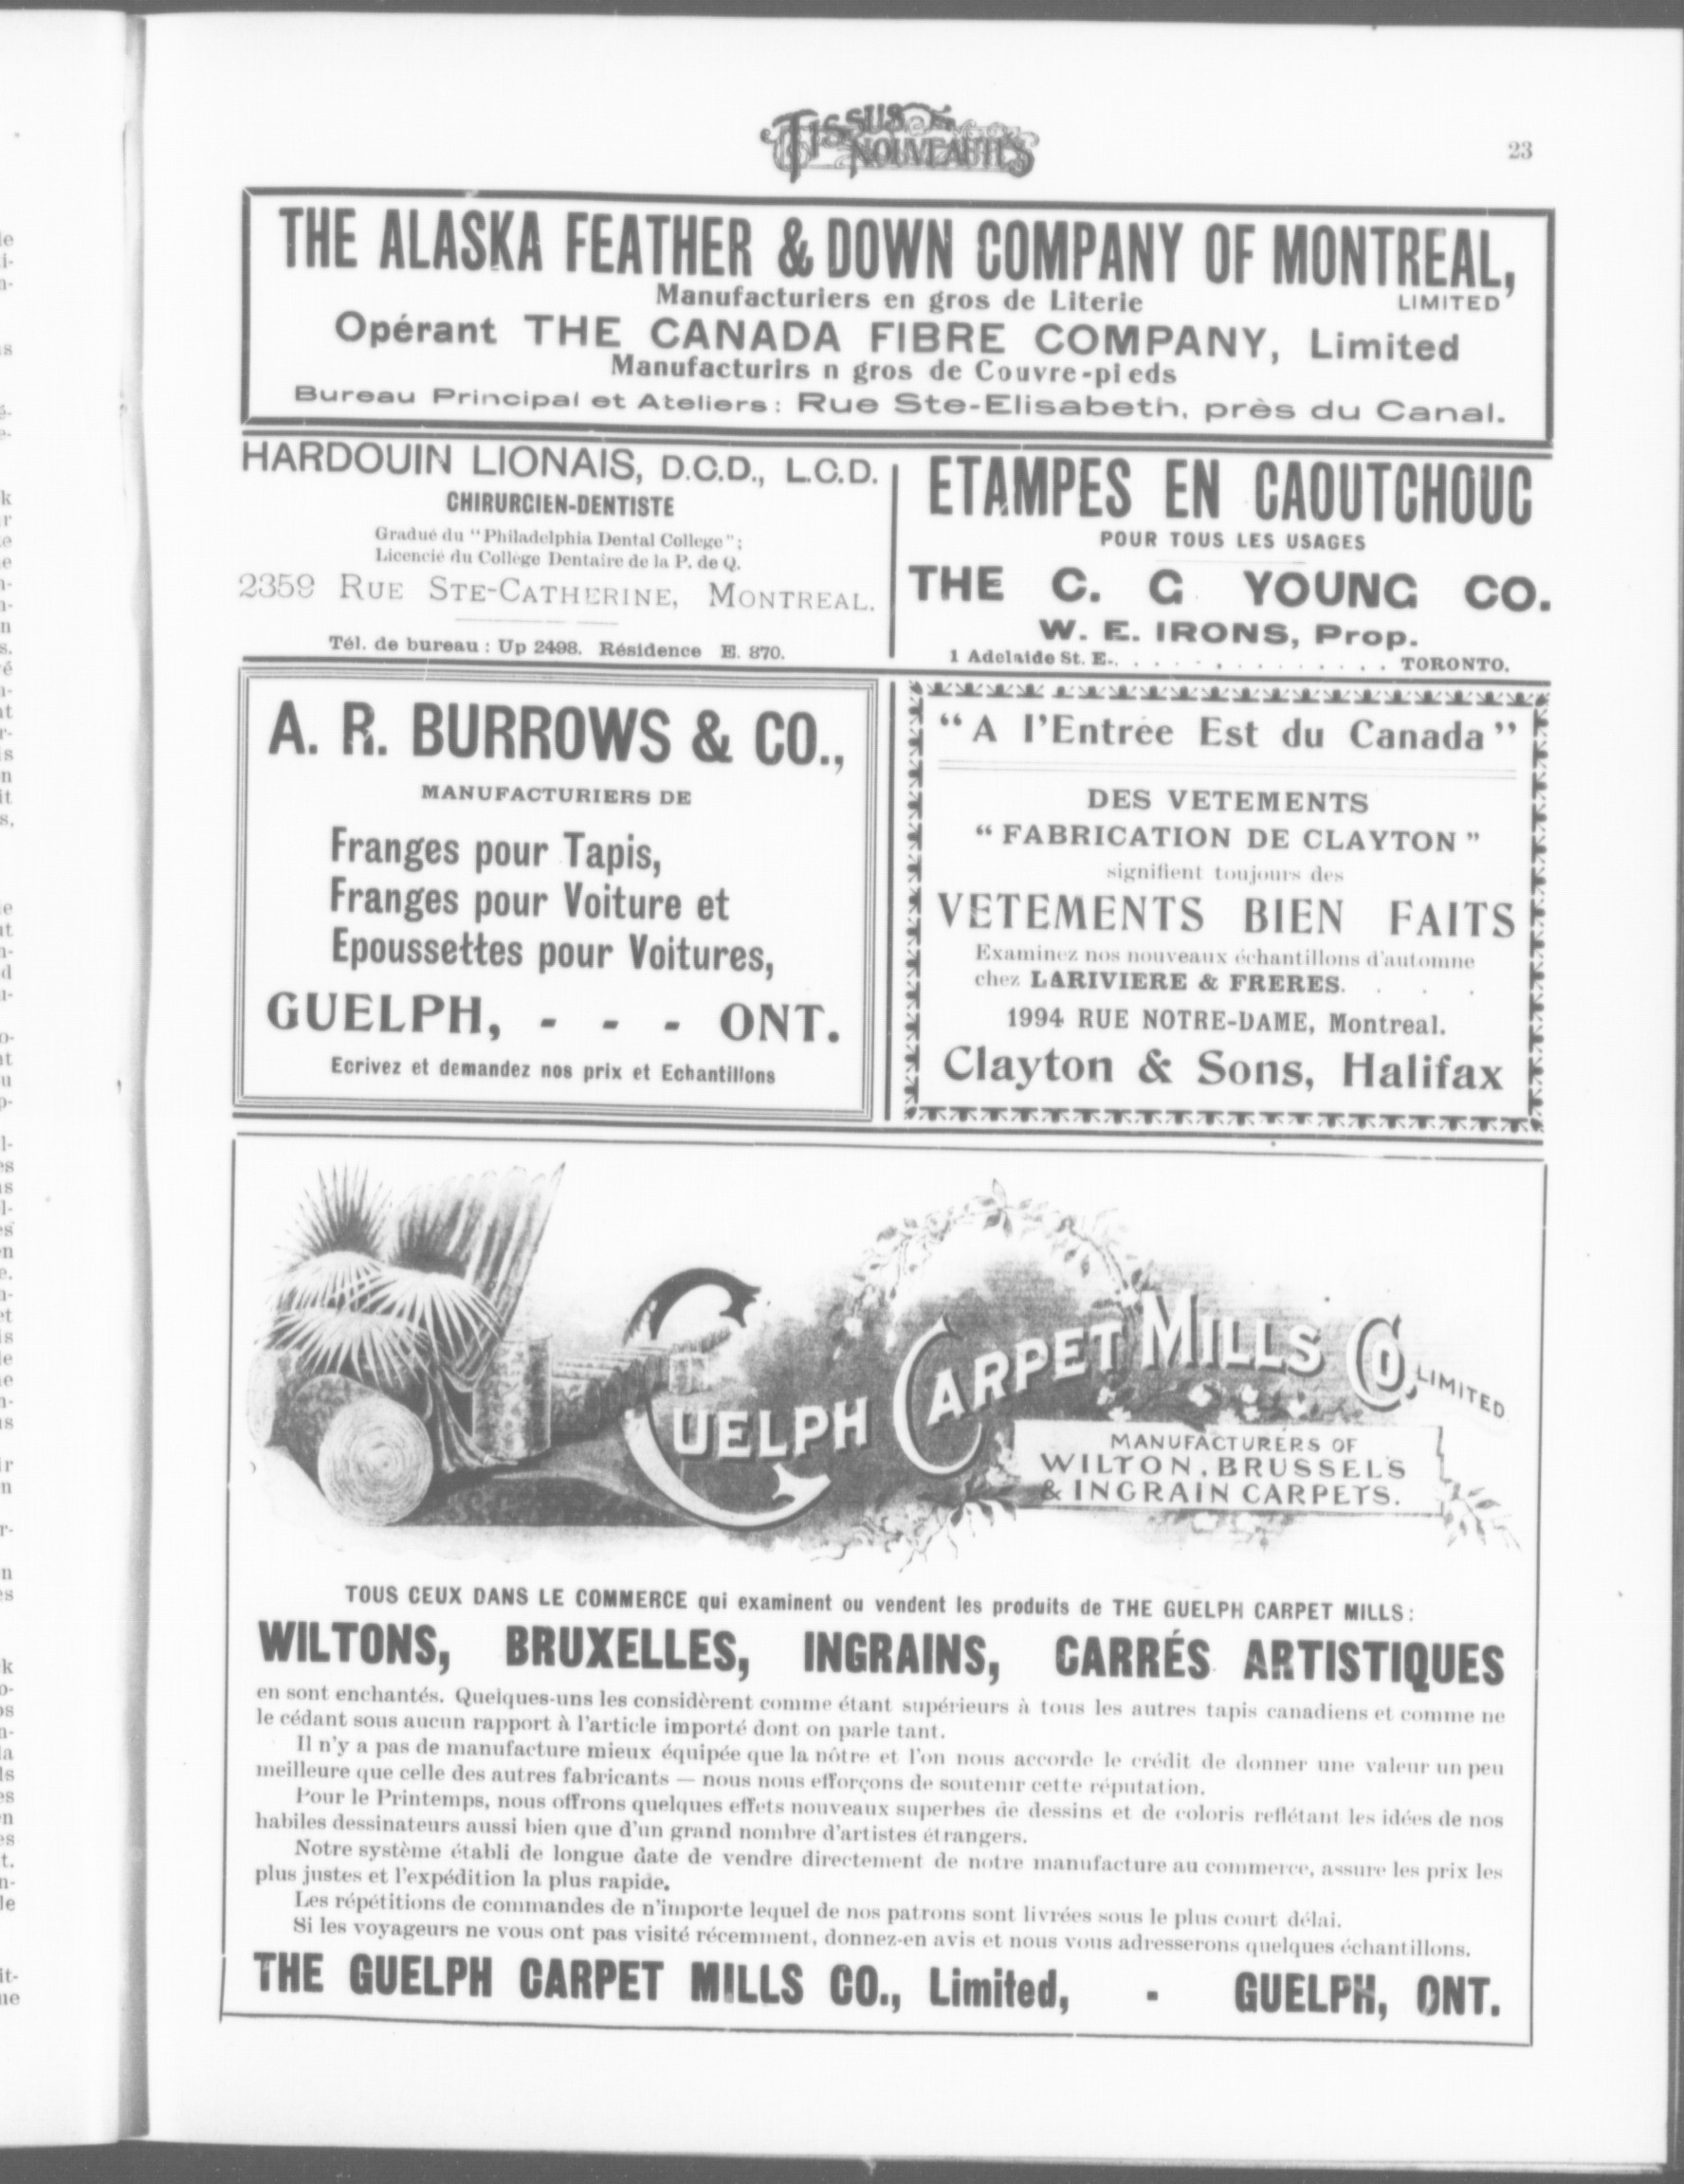 TISSUS & NOUVEAUTÉS
23
THE ALASKA FEATHER & DOWN COMPANY OF MONTREAL,
Manufacturiers en gros de Literie LIMITED
Opérant THE CANADA FIBRE COMPANY, Limited
Manufacturirs n gros de Couvre-pieds
Bureau Principal et Ateliers: Rue Ste-Elisabeth, près du Canal.
HARDOUIN LIONAIS, D.C.D., L.C.D.
CHIRURGIEN-DENTISTE
Gradué du "Philadelphia Dental College";
Licencié du Collège Dentaire de la P. de Q.
2359 RUE STE-CATHERINE, MONTREAL.
Tél. de bureau: Up 2498. Résidence E. 870.
ETAMPES EN CAOUTCHOUC
POUR TOUS LES USAGES
THE C. G YOUNG CO.
W. E. IRONS, Prop.
1 Adelaide St. E. . . . . . . . . . . . . TORONTO.
A. R. BURROWS & CO.,
MANUFACTURIERS DE
Franges pour Tapis,
Franges pour Voiture et
Epoussettes pour Voitures,
GUELPH, - - - ONT.
Ecrivez et demandez nos prix et Echantillons
"A l'Entrée Est du Canada"
DES VETEMENTS
"FABRICATION DE CLAYTON"
signifient toujours des
VETEMENTS BIEN FAITS
Examinez nos nouveaux échantillons d'automne
chez LARIVIERE & FRERES. . . .
1994 RUE NOTRE-DAME, Montreal.
Clayton & Sons, Halifax
GUELPH CARPET MILLS CO. LIMITED
MANUFACTURERS OF
WILTON, BRUSSELS
& INGRAIN CARPETS.
TOUS CEUX DANS LE COMMERCE qui examinent ou vendent les produits de THE GUELPH CARPET MILLS:
WILTONS, BRUXELLES, INGRAINS, CARRÉS ARTISTIQUES
en sont enchantés. Quelques-uns les considèrent comme étant supérieurs à tous les autres tapis canadiens et comme ne
le cédant sous aucun rapport à l'article importé dont on parle tant.
Il n'y a pas de manufacture mieux équipée que la nôtre et l'on nous accorde le crédit de donner une valeur un peu
meilleure que celle des autres fabricants — nous nous efforçons de soutenir cette réputation.
Pour le Printemps, nous offrons quelques effets nouveaux superbes de dessins et de coloris reflétant les idées de nos
habiles dessinateurs aussi bien que d'un grand nombre d'artistes étrangers.
Notre système établi de longue date de vendre directement de notre manufacture au commerce, assure les prix les
plus justes et l'expédition la plus rapide.
Les répétitions de commandes de n'importe lequel de nos patrons sont livrées sous le plus court délai.
Si les voyageurs ne vous ont pas visité récemment, donnez-en avis et nous vous adresserons quelques échantillons.
THE GUELPH CARPET MILLS CO., Limited, - GUELPH, ONT.